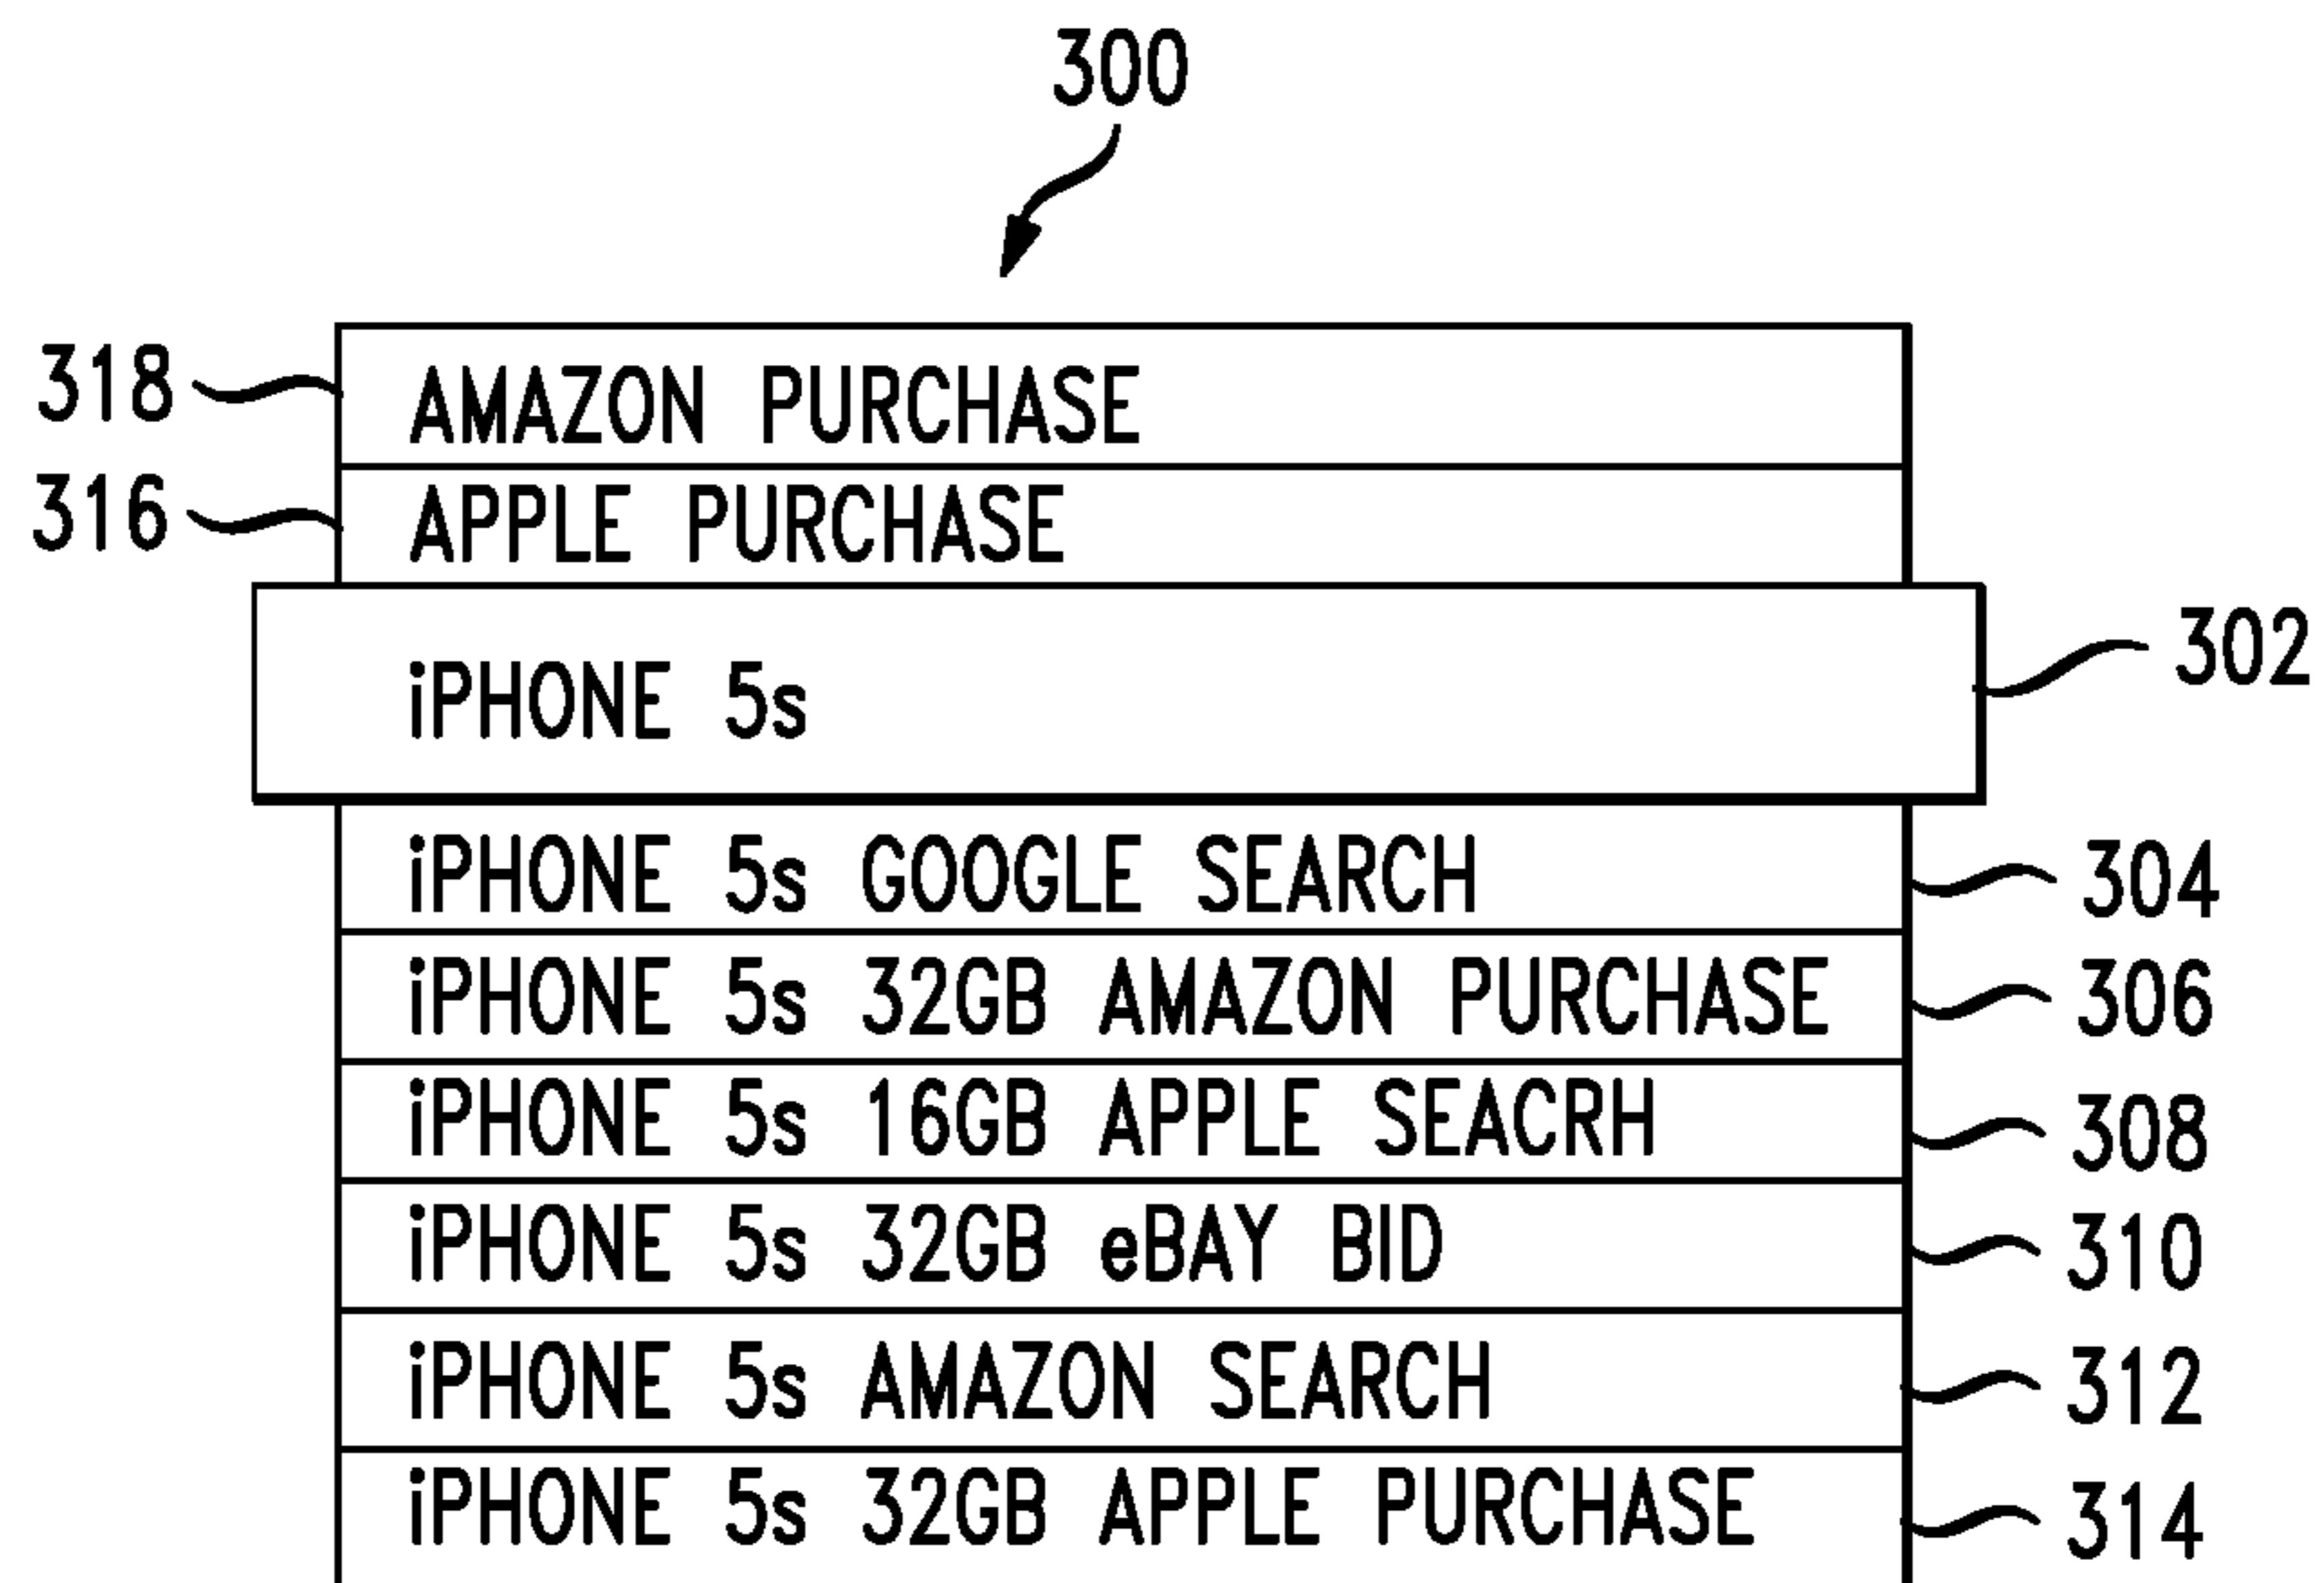 300
318 AMAZON PURCHASE
316 APPLE PURCHASE
iPHONE 5s 302
iPHONE 5s GOOGLE SEARCH 304
iPHONE 5s 32GB AMAZON PURCHASE 306
iPHONE 5s 16GB APPLE SEACRH 308
iPHONE 5s 32GB eBAY BID 310
iPHONE 5s AMAZON SEARCH 312
iPHONE 5s 32GB APPLE PURCHASE 314